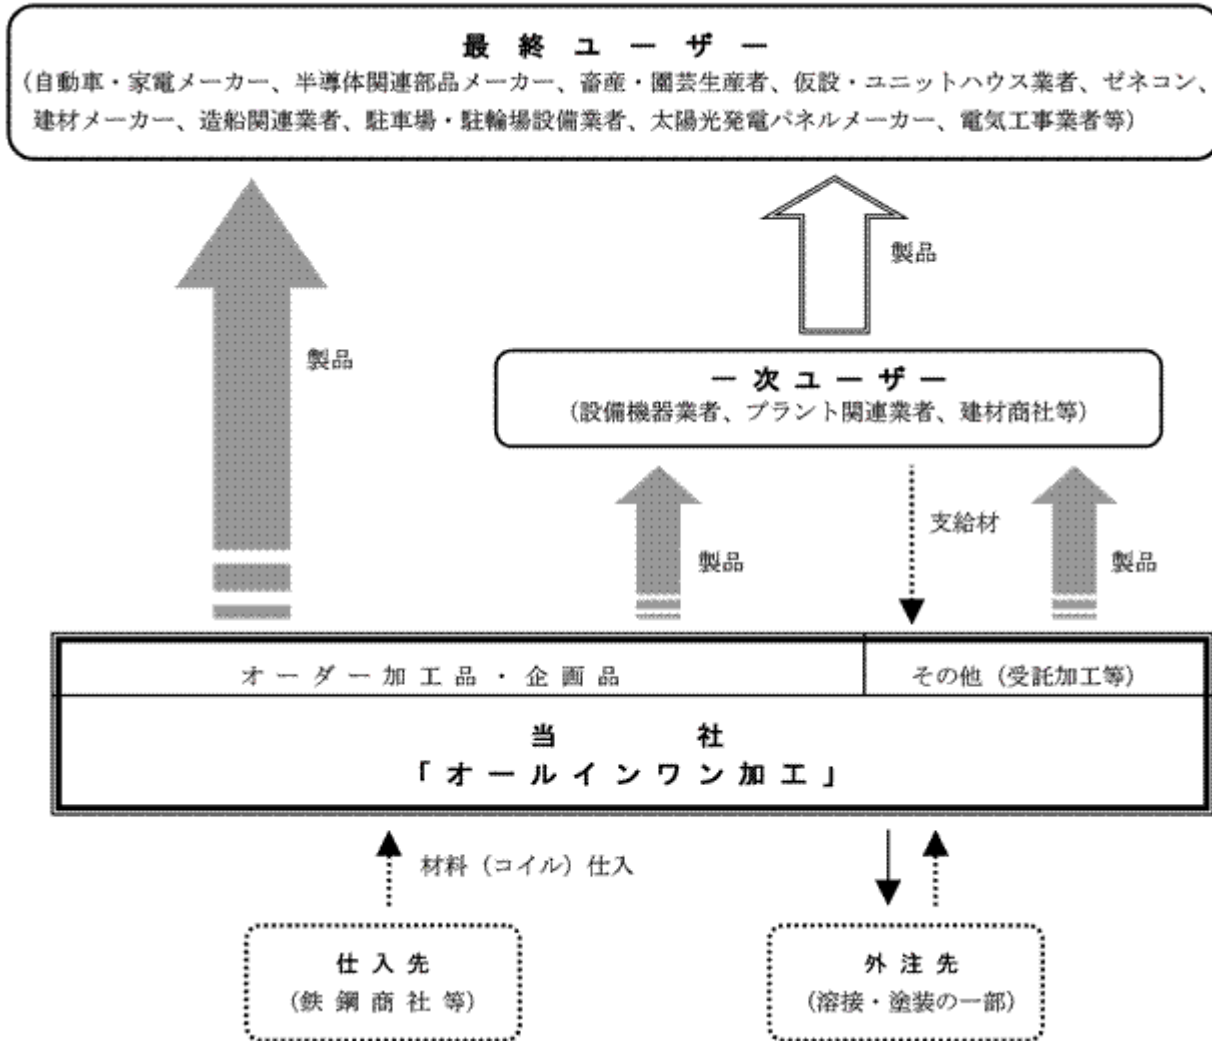 最終ユーザー
(自動車・家電メーカー、半導体関連部品メーカー、畜産・園芸生産者、仮設・ユニットハウス業者、ゼネコン、
建材メーカー、造船関連業者、駐車場・駐輪場設備業者、太陽光発電パネルメーカー、電気工事業者等)
製品
製品
一次ユーザー
(設備機器業者、プラント関連業者、建材商社等)
支給材
製品
製品
オーダー加工品・企画品
その他(受託加工等)
当社
「オールインワン加工」
材料(コイル)仕入
仕入先
(鉄鋼商社等)
外注先
(溶接・塗装の一部)